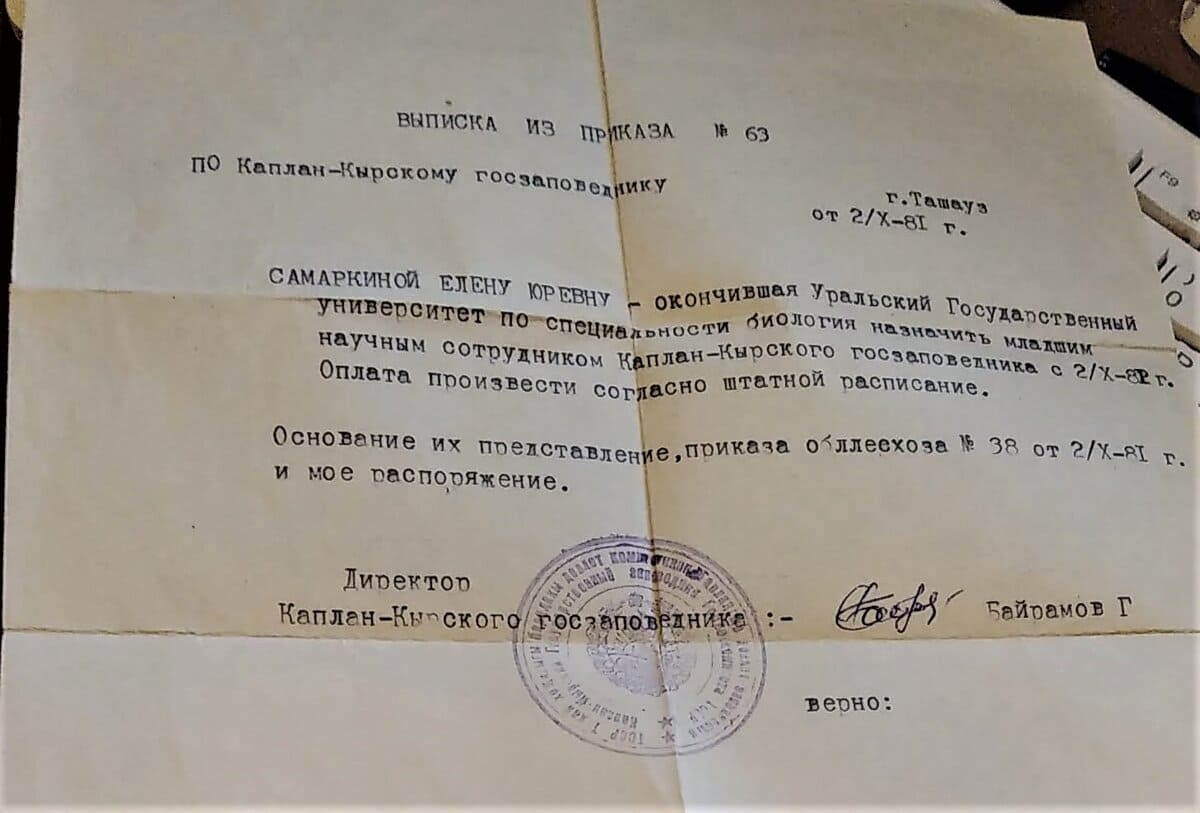 ВЫПИСКА ИЗ ПРИКАЗА № 63
ПО Каплан-Кырскому госзаповеднику
г.Ташауз
от 2/X-8I г.
САМАРКИНОЙ ЕЛЕНУ ЮРЕВНУ - окончившая Уральский Государственный
университет по специальности биология назначить младшим
научным сотрудником Каплан-Кырского госзаповедника с 2/X-8I г.
Оплата произвести согласно штатной расписание.
Основание их представление, приказа обллеехоза № 38 от 2/X-8I г.
и мое распоряжение.
Директор
Каплан-Кырского госзаповедника :-
Байрамов Г
верно:
F9